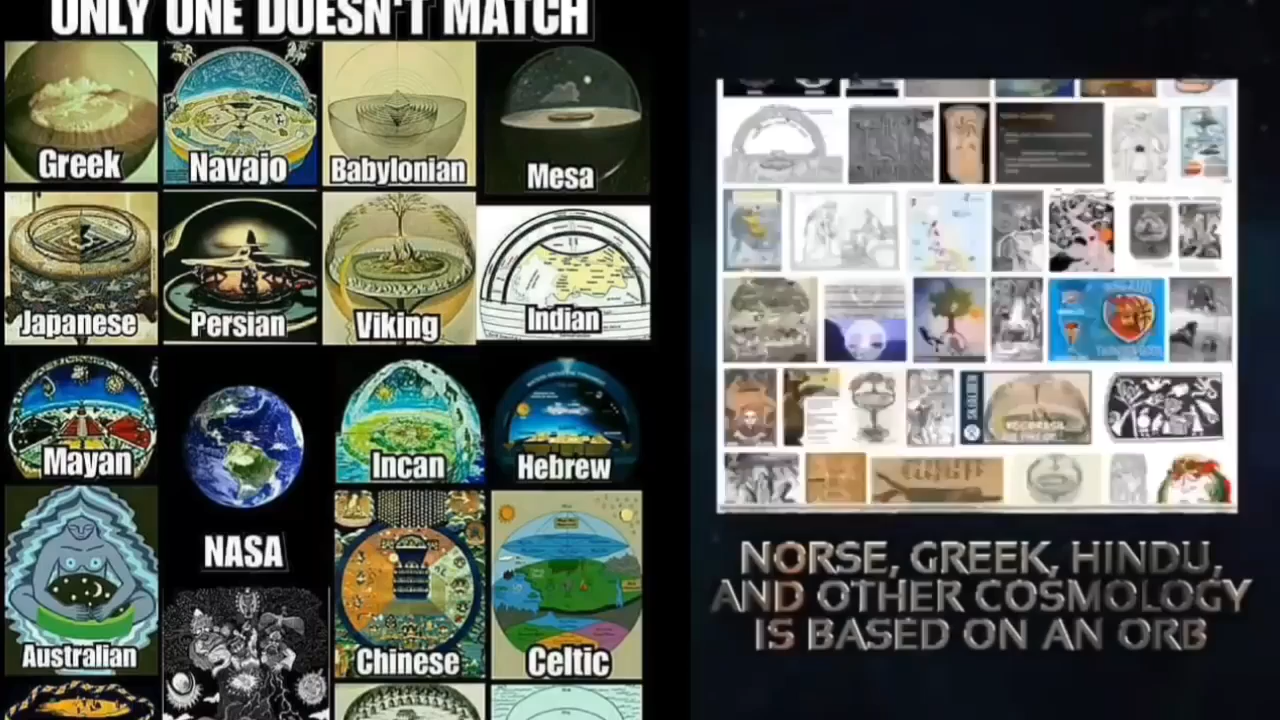 ONLY ONE DOESN'T MATCH
Greek
Navajo
Babylonian
Mesa
Japanese
Persian
Viking
Indian
Mayan
NASA
Incan
Hebrew
Australian
Chinese
Celtic
NORSE, GREEK, HINDU,
AND OTHER COSMOLOGY
IS BASED ON AN ORB